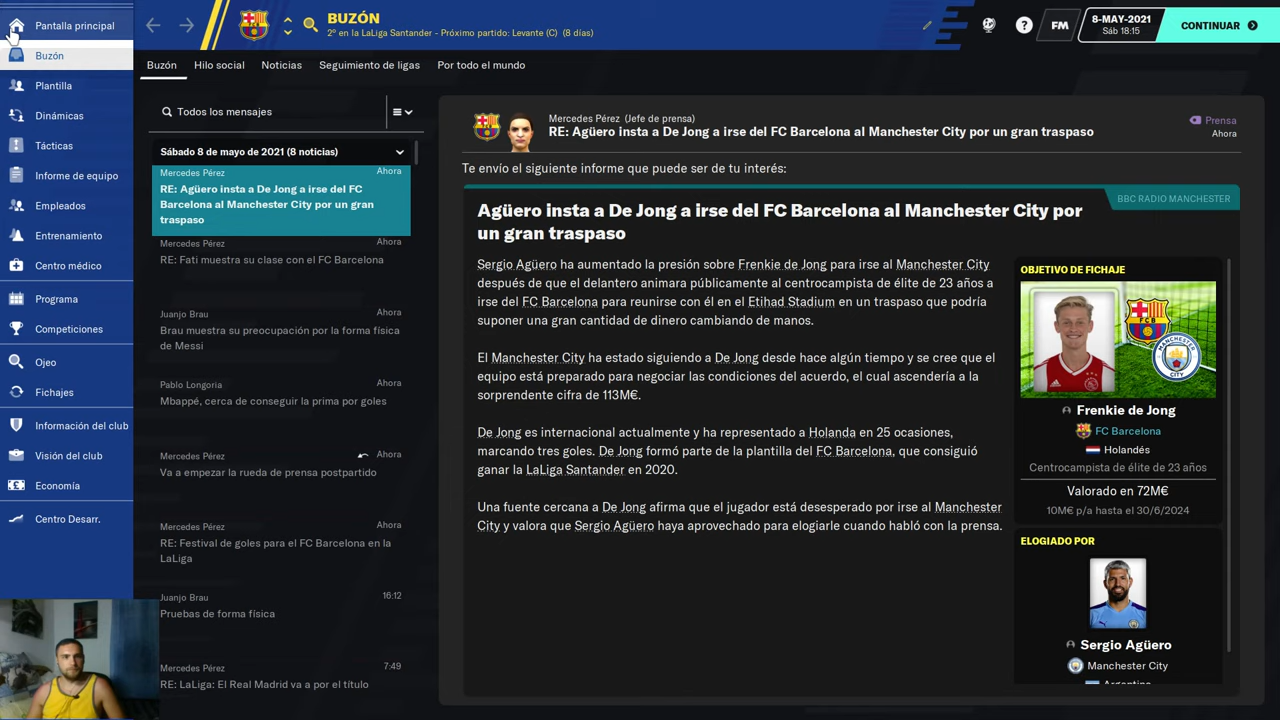 Pantalla principal
Buzón
Plantilla
Dinámicas
Tácticas
Informe de equipo
Empleados
Entrenamiento
Centro médico
Programa
Competiciones
Ojeo
Fichajes
Información del club
Visión del club
Economía
Centro Desarr.
BUZÓN
2º en la LaLiga Santander - Próximo partido: Levante (C) (8 días)
FM
8-MAY-2021
Sáb 18:15
CONTINUAR
Buzón
Hilo social
Noticias
Seguimiento de ligas
Por todo el mundo
Todos los mensajes
Sábado 8 de mayo de 2021 (8 noticias)
Mercedes Pérez
Ahora
RE: Agüero insta a De Jong a irse del FC
Barcelona al Manchester City por un gran
traspaso
Mercedes Pérez
Ahora
RE: Fati muestra su clase con el FC Barcelona
Juanjo Brau
Ahora
Brau muestra su preocupación por la forma física
de Messi
Pablo Longoria
Ahora
Mbappé, cerca de conseguir la prima por goles
Mercedes Pérez
Ahora
Va a empezar la rueda de prensa postpartido
Mercedes Pérez
Ahora
RE: Festival de goles para el FC Barcelona en la
LaLiga
Juanjo Brau
16:12
Pruebas de forma física
Mercedes Pérez
7:49
RE: LaLiga: El Real Madrid va a por el título
Mercedes Pérez (Jefe de prensa)
RE: Agüero insta a De Jong a irse del FC Barcelona al Manchester City por un gran traspaso
Prensa
Ahora
Te envío el siguiente informe que puede ser de tu interés:
BBC RADIO MANCHESTER
Agüero insta a De Jong a irse del FC Barcelona al Manchester City por
un gran traspaso
Sergio Agüero ha aumentado la presión sobre Frenkie de Jong para irse al Manchester City
después de que el delantero animara públicamente al centrocampista de élite de 23 años a
irse del FC Barcelona para reunirse con él en el Etihad Stadium en un traspaso que podría
suponer una gran cantidad de dinero cambiando de manos.
El Manchester City ha estado siguiendo a De Jong desde hace algún tiempo y se cree que el
equipo está preparado para negociar las condiciones del acuerdo, el cual ascendería a la
sorprendente cifra de 113M€.
De Jong es internacional actualmente y ha representado a Holanda en 25 ocasiones,
marcando tres goles. De Jong formó parte de la plantilla del FC Barcelona, que consiguió
ganar la LaLiga Santander en 2020.
Una fuente cercana a De Jong afirma que el jugador está desesperado por irse al Manchester
City y valora que Sergio Agüero haya aprovechado para elogiarle cuando habló con la prensa.
OBJETIVO DE FICHAJE
Frenkie de Jong
FC Barcelona
Holandés
Centrocampista de élite de 23 años
Valorado en 72M€
10M€ p/a hasta el 30/6/2024
ELOGIADO POR
Sergio Agüero
Manchester City
Argentino